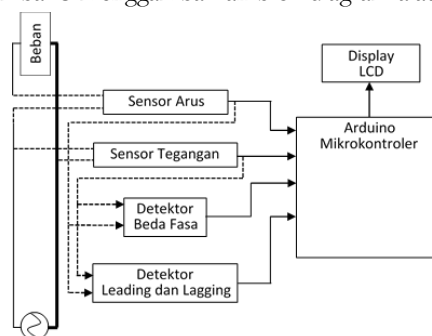 Beban
Display
LCD
Sensor Arus
Arduino
Mikrokontroler
Sensor Tegangan
Detektor
Beda Fasa
Detektor
Leading dan Lagging